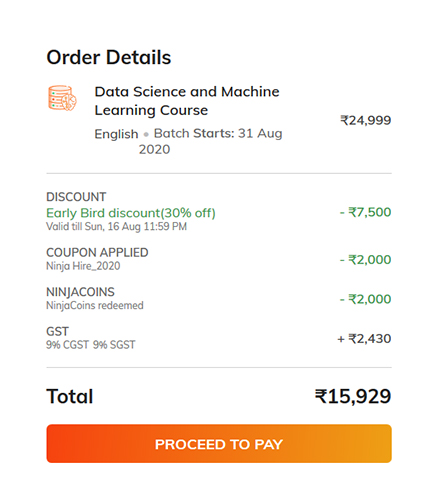 Order Details
Data Science and Machine
Learning Course
₹24,999
English • Batch Starts: 31 Aug
2020
DISCOUNT
Early Bird discount(30% off)
- ₹7,500
Valid till Sun, 16 Aug 11:59 PM
COUPON APPLIED
- ₹2,000
Ninja Hire_2020
NINJACOINS
- ₹2,000
NinjaCoins redeemed
GST
+ ₹2,430
9% CGST 9% SGST
Total ₹15,929
PROCEED TO PAY